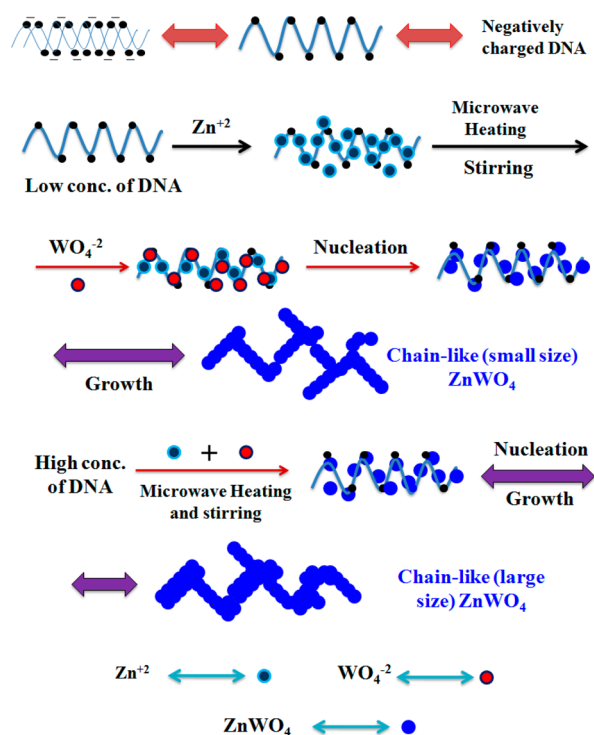 Negatively
charged DNA
Zn+2
Microwave
Heating
Low conc. of DNA
Stirring
WO4-2
Nucleation
Growth
Chain-like (small size)
ZnWO4
High conc.
of DNA
+
Microwave Heating
and stirring
Nucleation
Growth
Chain-like (large
size) ZnWO4
Zn+2
WO4-2
ZnWO4